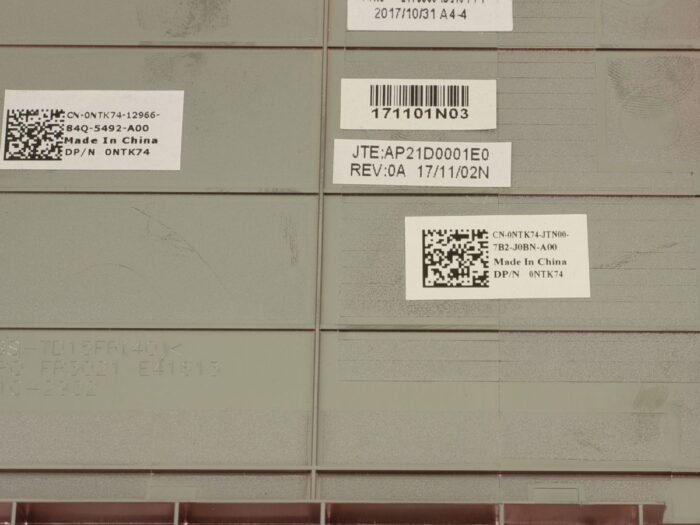 2017/10/31 A4-4
171101N03
JTE:AP21D0001E0
REV:0A 17/11/02N
CN-0NTK74-12966-
84Q-5492-A00
Made In China
DP/N 0NTK74
CN-0NTK74-JTN00-
7B2-J0BN-A00
Made In China
DP/N 0NTK74